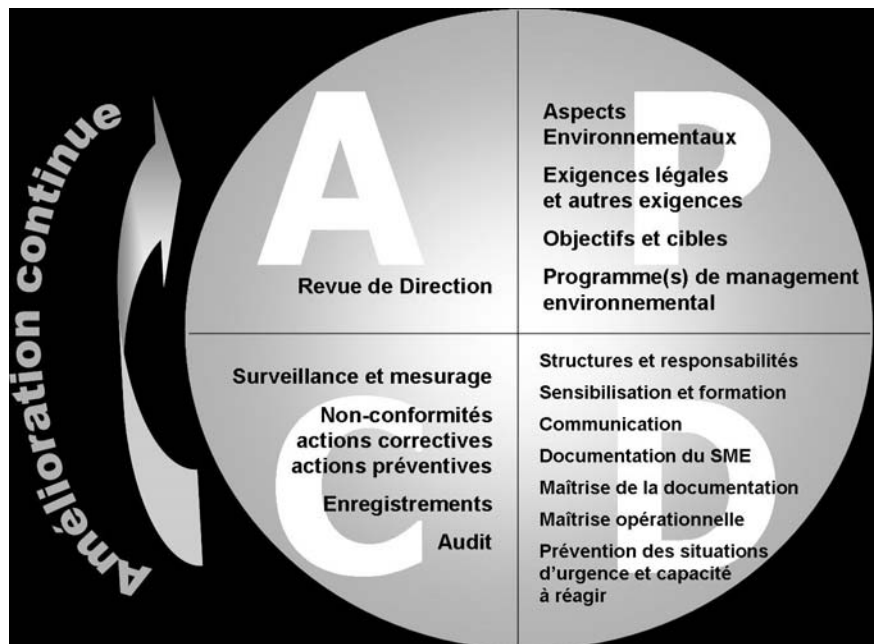 Amélioration continue
A
Revue de Direction
P
Aspects
Environnementaux
Exigences légales
et autres exigences
Objectifs et cibles
Programme(s) de management
environnemental
C
Surveillance et mesurage
Non-conformités
actions correctives
actions préventives
Enregistrements
Audit
D
Structures et responsabilités
Sensibilisation et formation
Communication
Documentation du SME
Maîtrise de la documentation
Maîtrise opérationnelle
Prévention des situations
d'urgence et capacité
à réagir